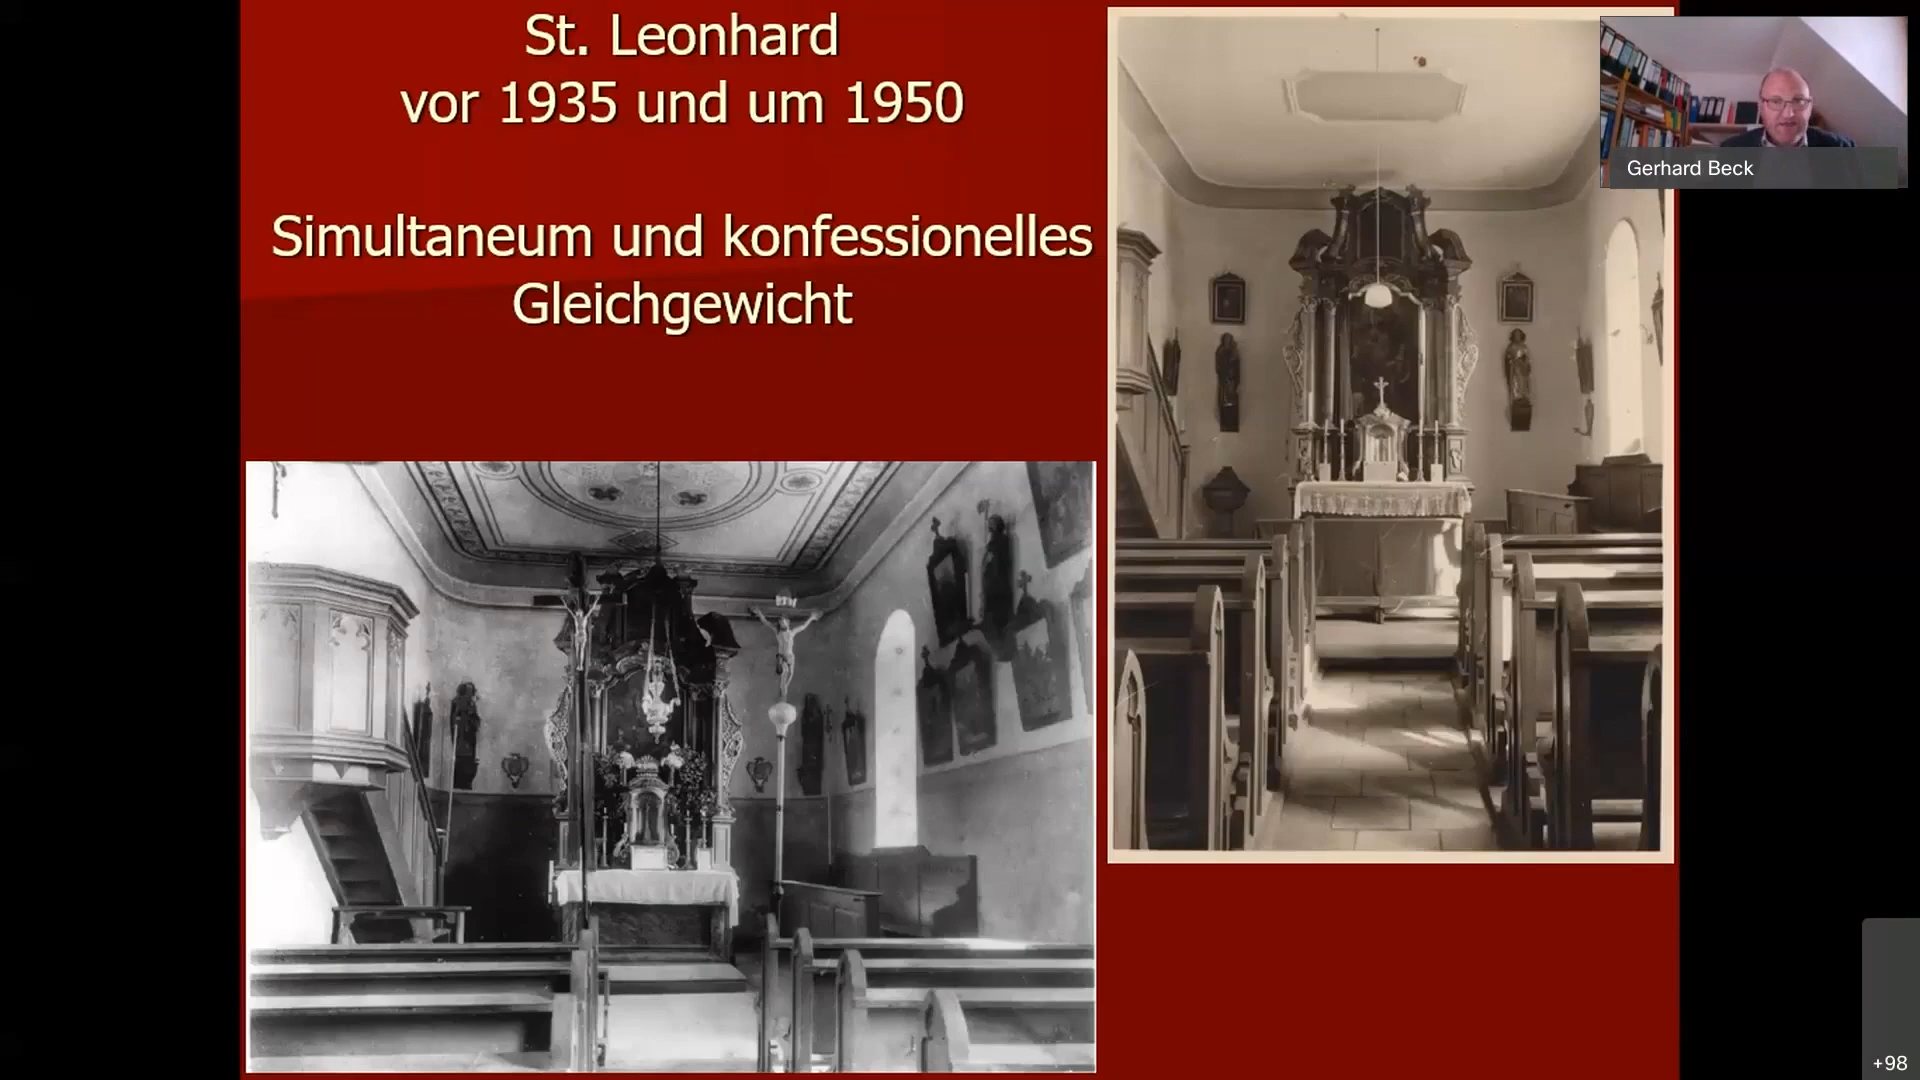 St. Leonhard
vor 1935 und um 1950
Simultaneum und konfessionelles
Gleichgewicht
Gerhard Beck
+98